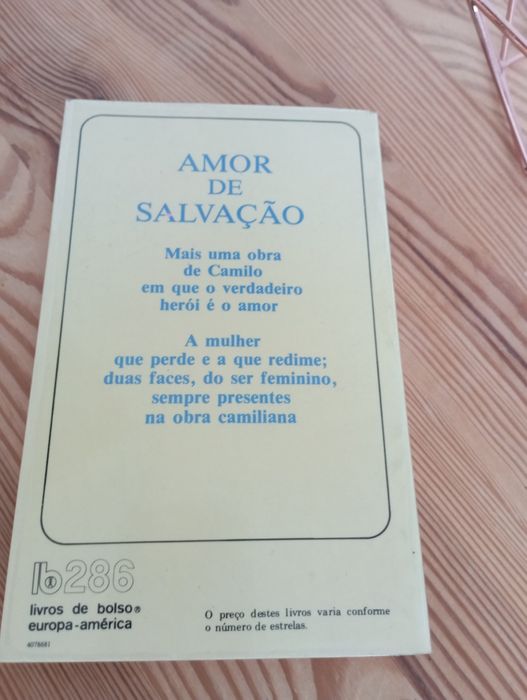 AMOR
DE
SALVAÇÃO
Mais uma obra
de Camilo
em que o verdadeiro
herói é o amor
A mulher
que perde e a que redime;
duas faces, do ser feminino,
sempre presentes
na obra camiliana
lb286
livros de bolso®
europa-américa
O preço destes livros varia conforme
o número de estrelas.